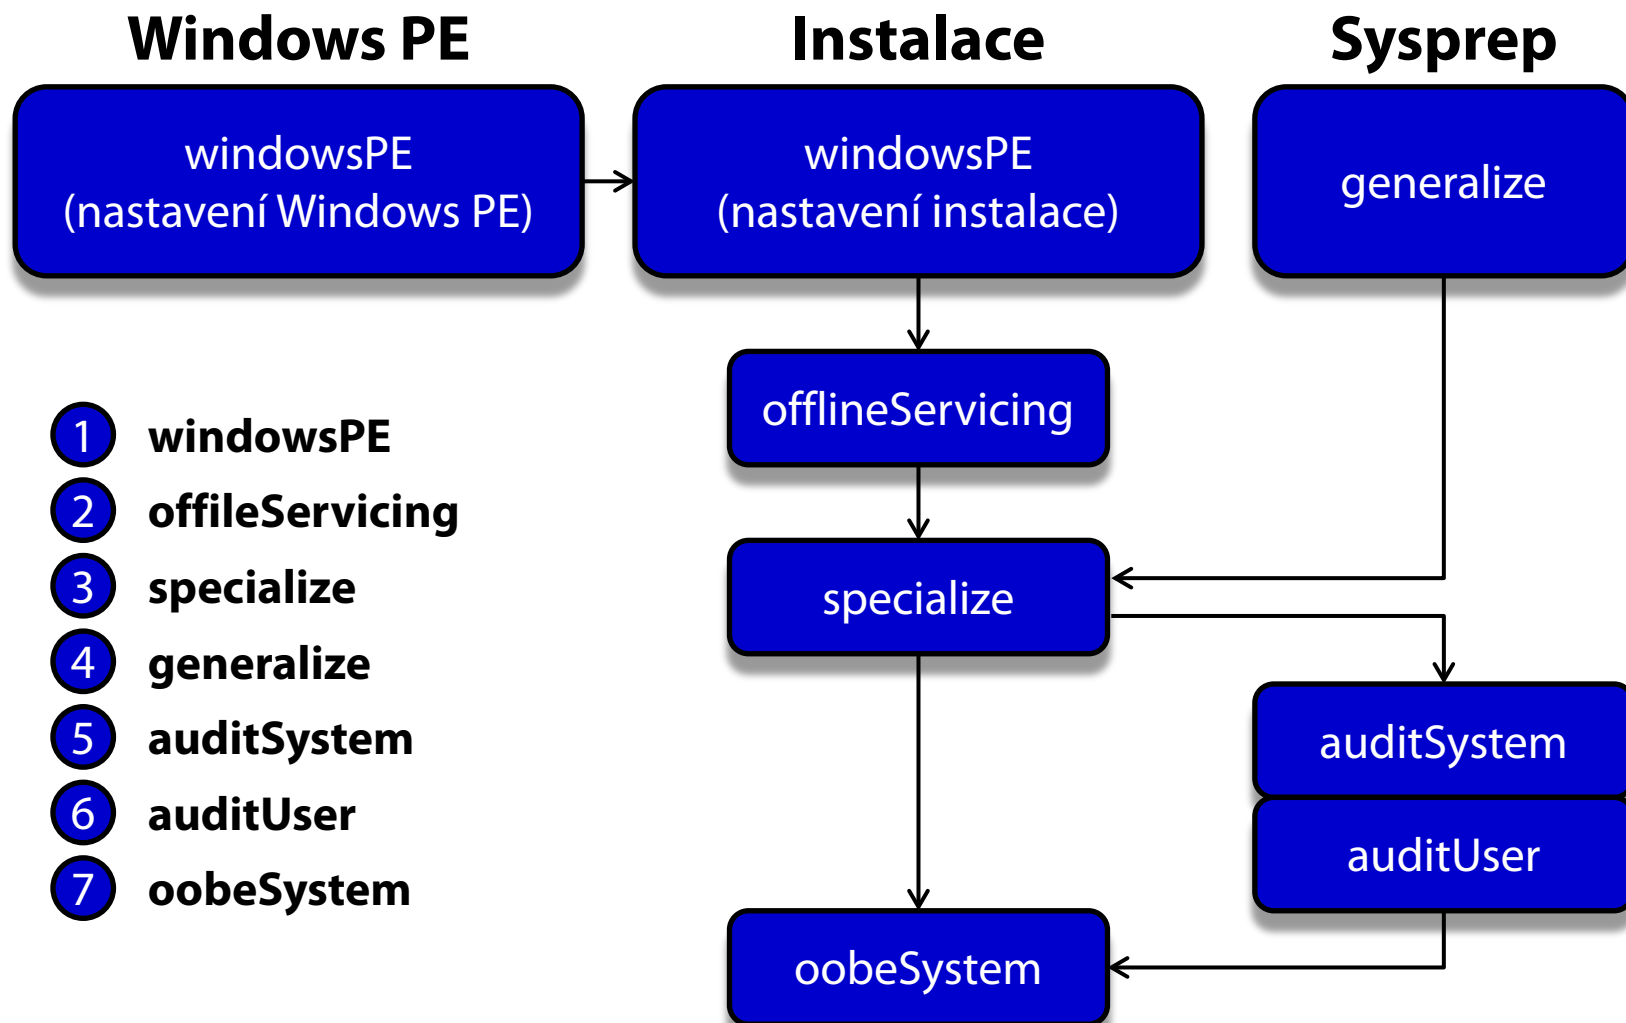 Windows PE
Instalace
Sysprep
windowsPE
(nastavení Windows PE)
windowsPE
(nastavení instalace)
generalize
offlineServicing
specialize
auditSystem
auditUser
oobeSystem
1 windowsPE
2 offileServicing
3 specialize
4 generalize
5 auditSystem
6 auditUser
7 oobeSystem